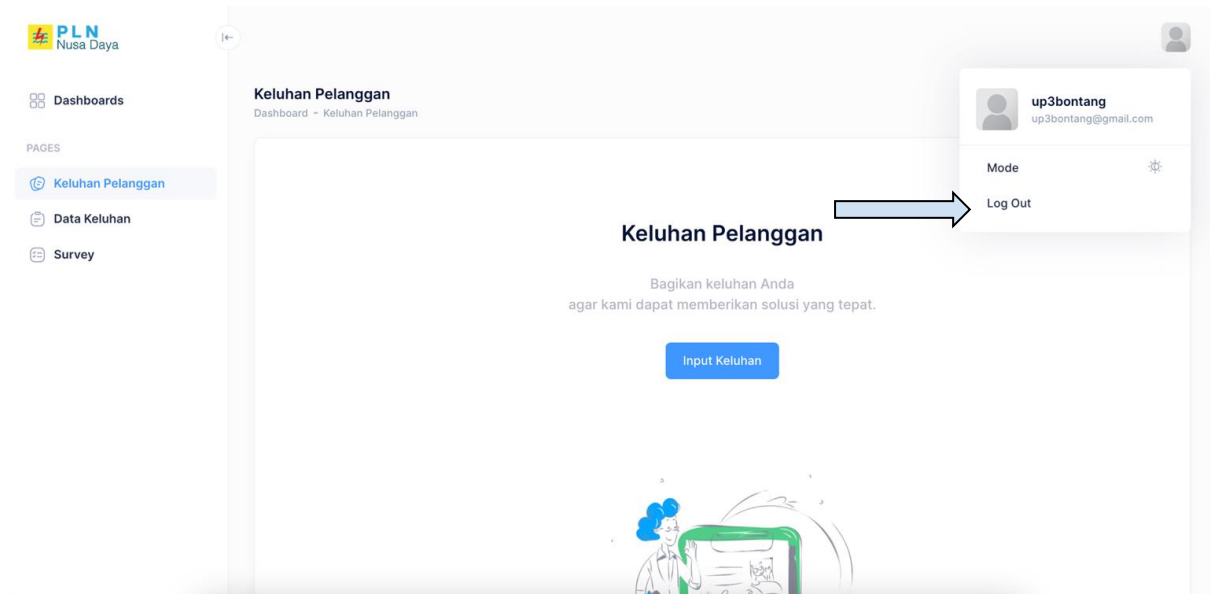 PLN
Nusa Daya
Dashboards
PAGES
Keluhan Pelanggan
Data Keluhan
Survey
Keluhan Pelanggan
Dashboard - Keluhan Pelanggan
up3bontang
up3bontang@gmail.com
Mode
Log Out
Keluhan Pelanggan
Bagikan keluhan Anda
agar kami dapat memberikan solusi yang tepat.
Input Keluhan